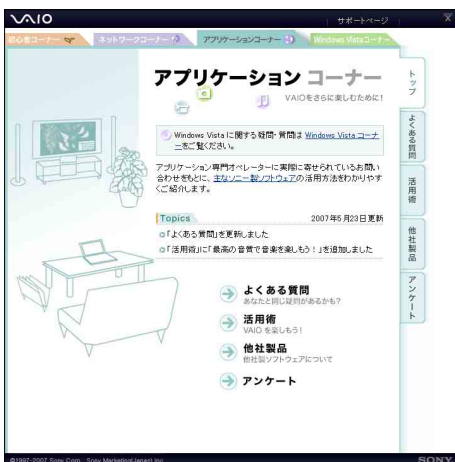 VAIO
サポートページ
X
初心者コーナー
ネットワークコーナー
アプリケーションコーナー
Windows Vistaコーナー
アプリケーション コーナー
VAIOをさらに楽しむために!
Windows Vista に関する疑問・質問は Windows Vista コーナ
ーをご覧ください。
アプリケーション専門オペレーターに実際に寄せられているお問い
合わせをもとに、主なソニー製ソフトウェアの活用方法をわかりやす
くご紹介します。
Topics
2007年5月23日更新
「よくある質問」を更新しました
「活用術」に「最高の音質で音楽を楽しもう!」を追加しました
よくある質問
あなたと同じ疑問があるかも?
活用術
VAIO を楽しもう!
他社製品
他社製ソフトウェアについて
アンケート
トップ
よくある質問
活用術
他社製品
アンケート
©1997-2007 Sony Corp., Sony Marketing(Japan) Inc.
SONY